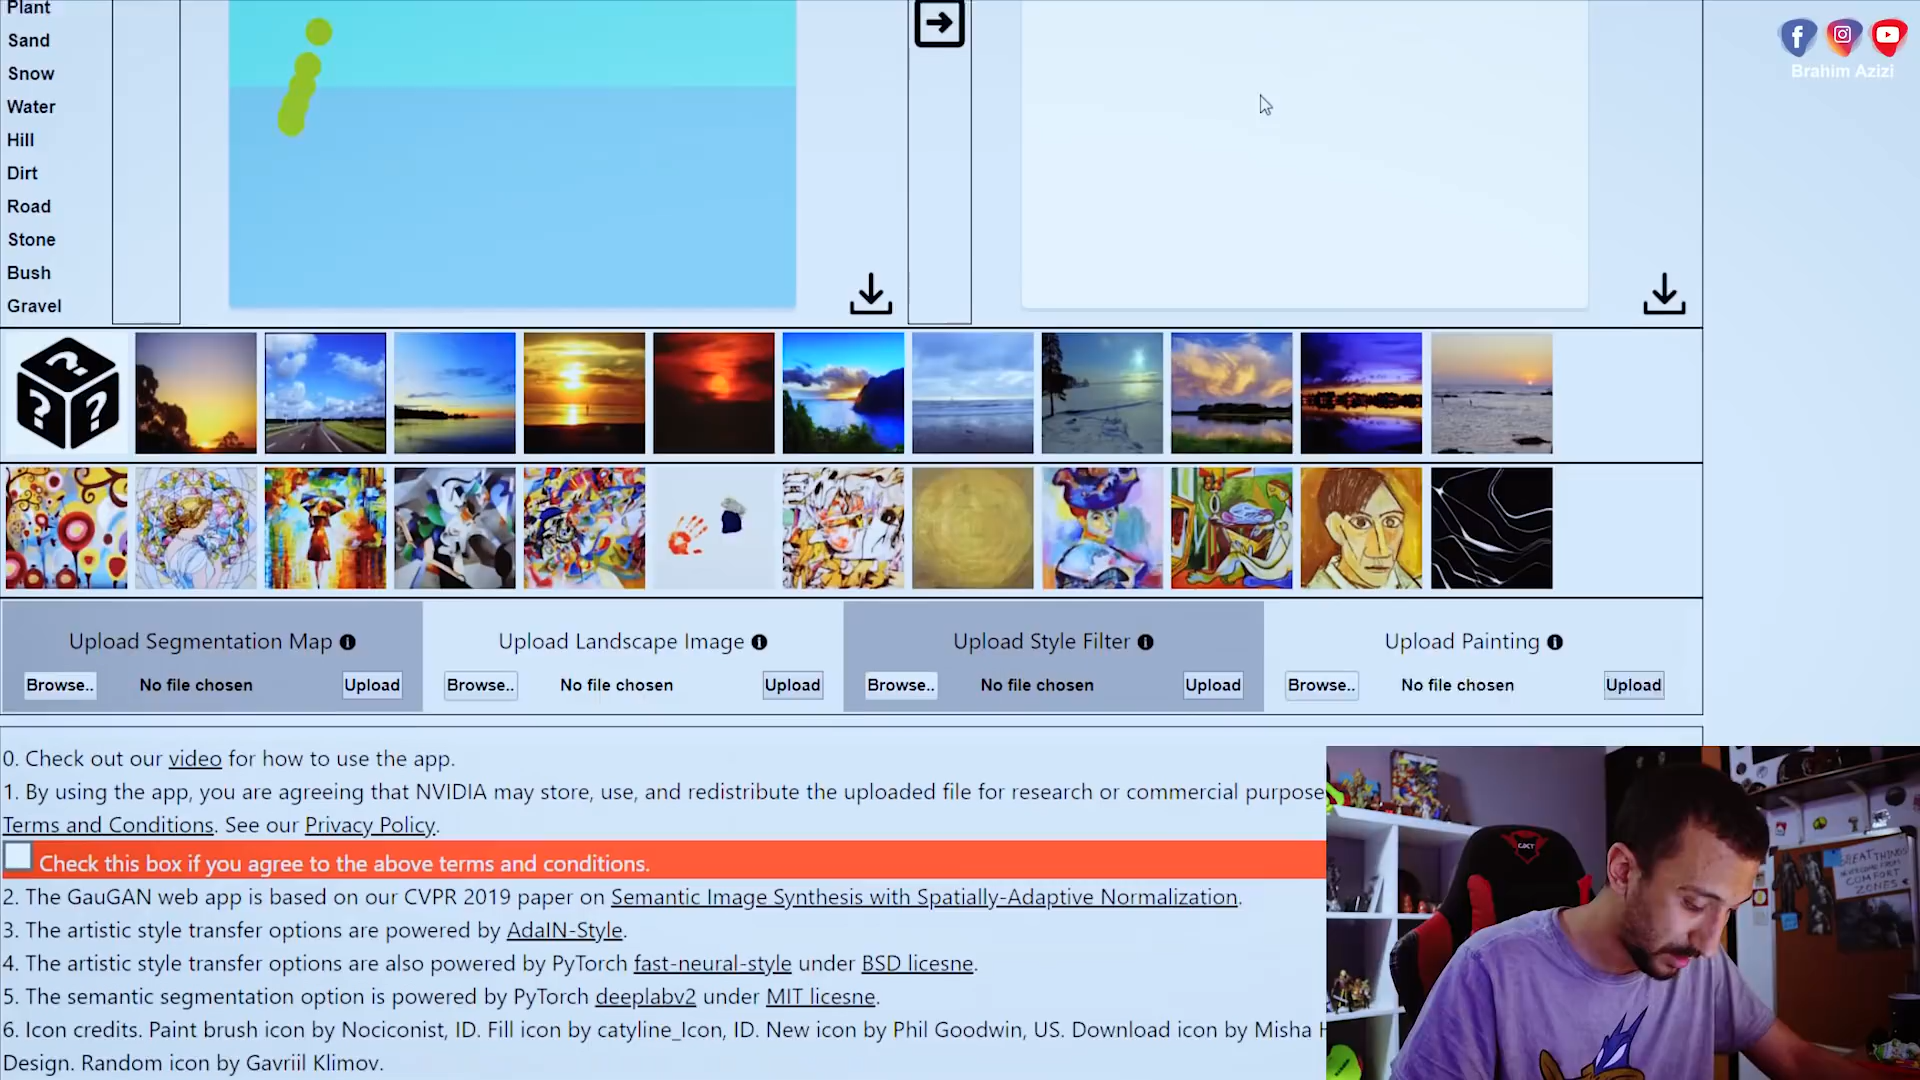 Plant
Sand
Snow
Water
Hill
Dirt
Road
Stone
Bush
Gravel
Brahim Azizi
Upload Segmentation Map
Browse.. No file chosen Upload
Upload Landscape Image
Browse.. No file chosen Upload
Upload Style Filter
Browse.. No file chosen Upload
Upload Painting
Browse.. No file chosen Upload
0. Check out our video for how to use the app.
1. By using the app, you are agreeing that NVIDIA may store, use, and redistribute the uploaded file for research or commercial purpose
Terms and Conditions. See our Privacy Policy.
Check this box if you agree to the above terms and conditions.
2. The GauGAN web app is based on our CVPR 2019 paper on Semantic Image Synthesis with Spatially-Adaptive Normalization.
3. The artistic style transfer options are powered by AdaIN-Style.
4. The artistic style transfer options are also powered by PyTorch fast-neural-style under BSD licesne.
5. The semantic segmentation option is powered by PyTorch deeplabv2 under MIT licesne.
6. Icon credits. Paint brush icon by Nociconist, ID. Fill icon by catyline_Icon, ID. New icon by Phil Goodwin, US. Download icon by Misha
Design. Random icon by Gavriil Klimov.
GREAT THINGS
COMFORT
ZONES